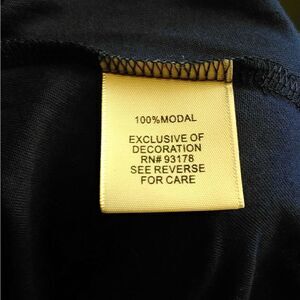 100%MODAL
EXCLUSIVE OF
DECORATION
RN# 93178
SEE REVERSE
FOR CARE